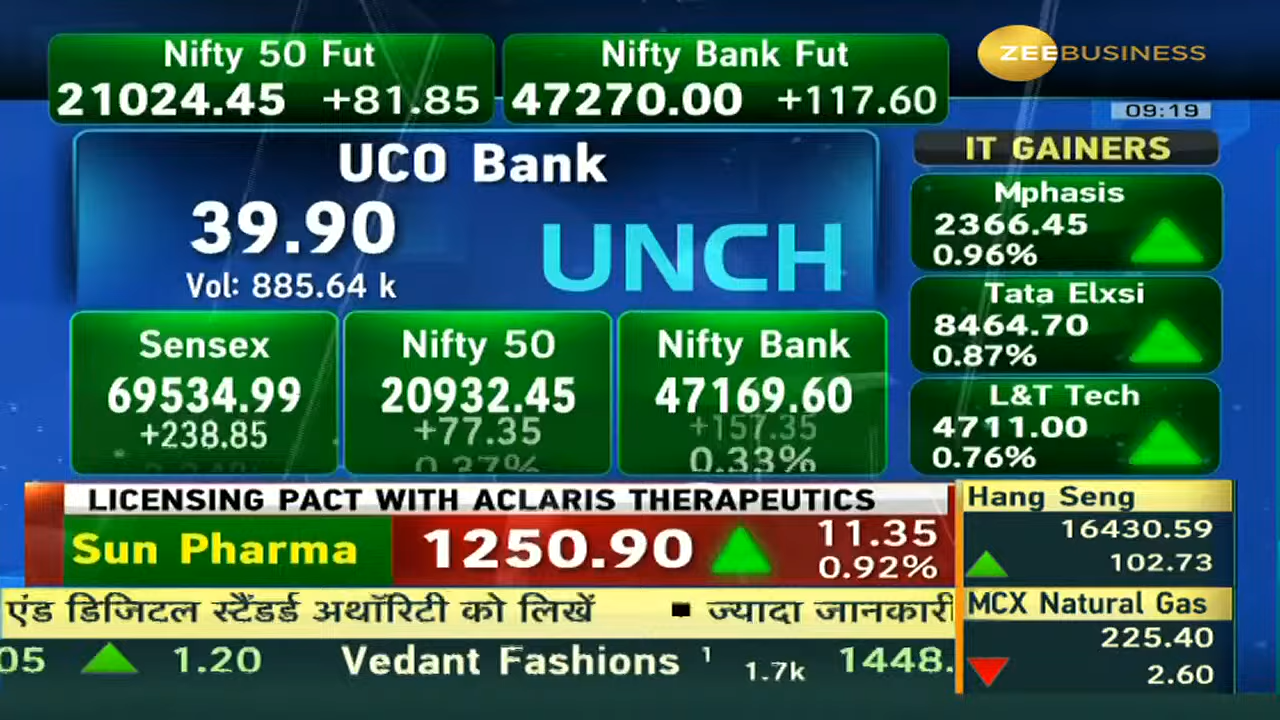 Nifty 50 Fut
21024.45 +81.85
Nifty Bank Fut
47270.00 +117.60
ZEEBUSINESS
09:19
UCO Bank
39.90
UNCH
Vol: 885.64 k
IT GAINERS
Mphasis
2366.45
0.96%
Tata Elxsi
8464.70
0.87%
L&T Tech
4711.00
0.76%
Sensex
69534.99
+238.85
Nifty 50
20932.45
+77.35
0.37%
Nifty Bank
47169.60
+157.35
0.33%
LICENSING PACT WITH ACLARIS THERAPEUTICS
Sun Pharma 1250.90 11.35
0.92%
Hang Seng
16430.59
102.73
एंड डिजिटल स्टैंडर्ड अथॉरिटी को लिखें ▪ ज्यादा जानकारी
MCX Natural Gas
225.40
2.60
05 1.20 Vedant Fashions 1 1.7k 1448.